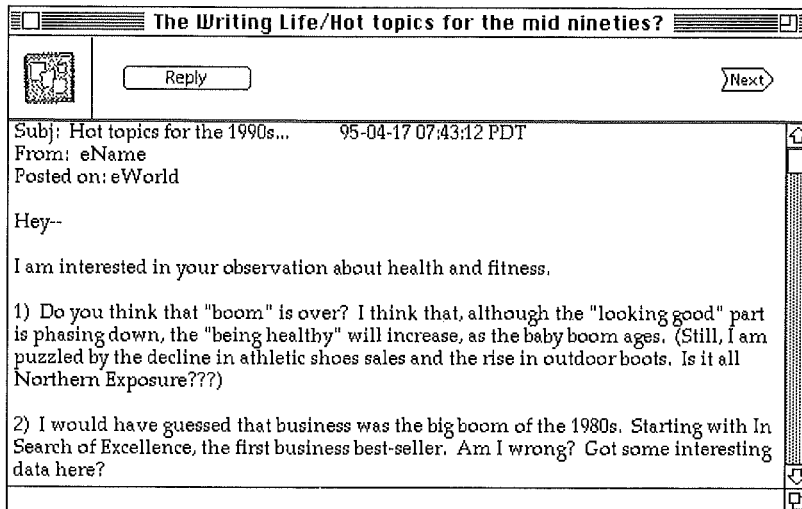 The Writing Life/Hot topics for the mid nineties?
Reply
Next
Subj: Hot topics for the 1990s... 95-04-17 07:43:12 PDT
From: eName
Posted on: eWorld
Hey--
I am interested in your observation about health and fitness.
1) Do you think that "boom" is over? I think that, although the "looking good" part
is phasing down, the "being healthy" will increase, as the baby boom ages. (Still, I am
puzzled by the decline in athletic shoes sales and the rise in outdoor boots. Is it all
Northern Exposure???)
2) I would have guessed that business was the big boom of the 1980s. Starting with In
Search of Excellence, the first business best-seller. Am I wrong? Got some interesting
data here?